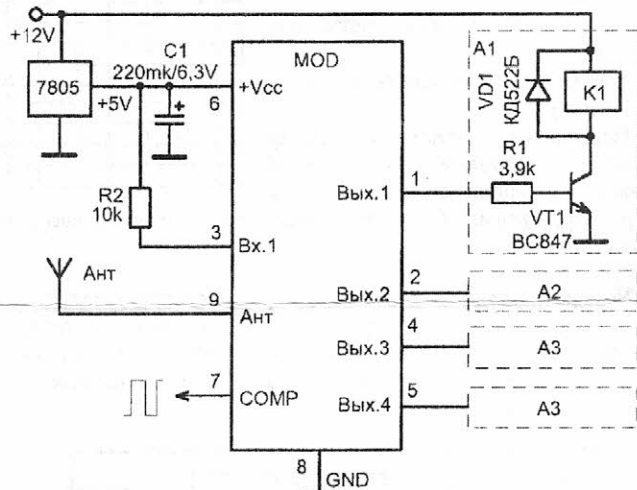 +12V
7805
+5V
C1
220mk/6,3V
6
+Vcc
MOD
A1
VD1
КД522Б
K1
R1
3,9k
VT1
BC847
1
Вых.1
R2
10k
3
Вх.1
Ант
9
Ант
2
Вых.2
A2
4
Вых.3
A3
7
COMP
5
Вых.4
A3
8
GND